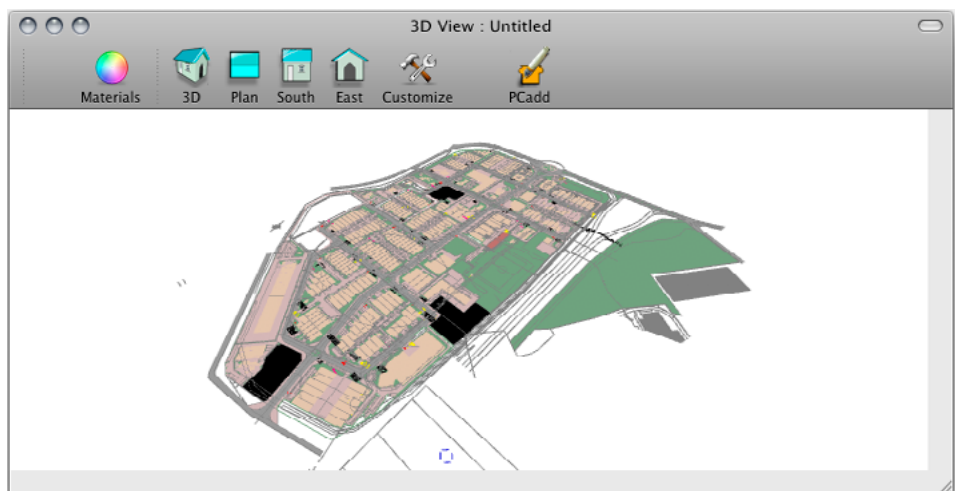 3D View : Untitled
Materials 3D Plan South East Customize PCadd